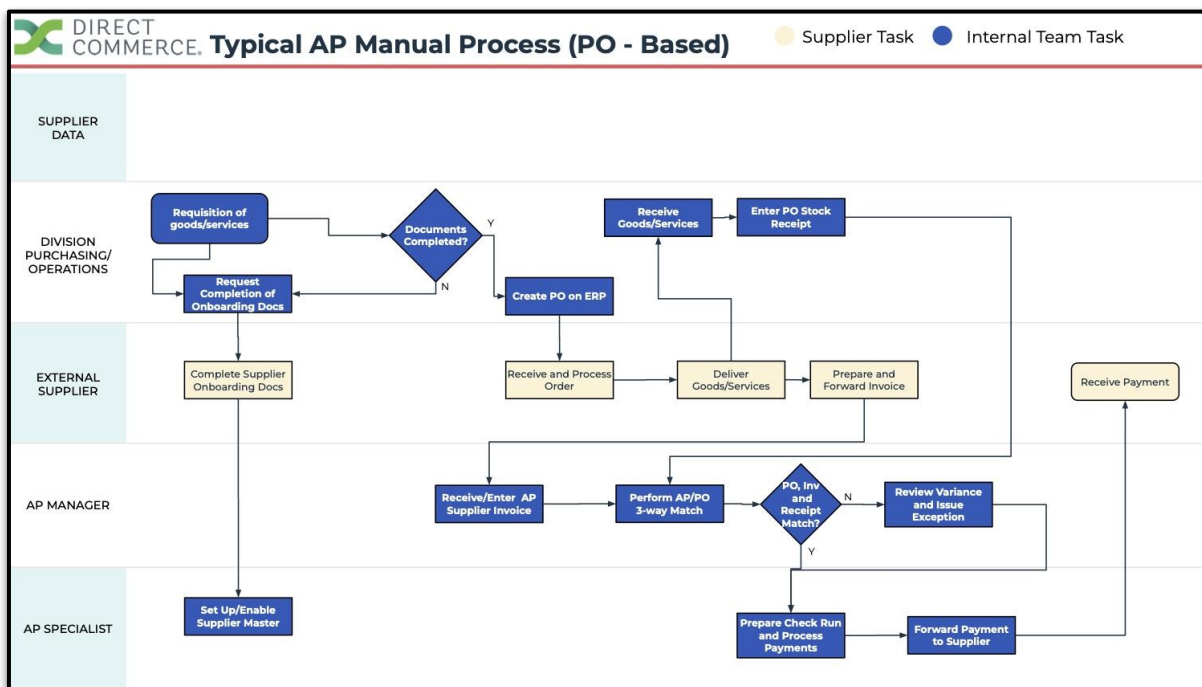 DIRECT
COMMERCE®
Typical AP Manual Process (PO - Based)
Supplier Task
Internal Team Task
SUPPLIER
DATA
DIVISION
PURCHASING/
OPERATIONS
Requisition of
goods/services
Documents
Completed?
Y
N
Request
Completion of
Onboarding Docs
Create PO on ERP
Receive
Goods/Services
Enter PO Stock
Receipt
EXTERNAL
SUPPLIER
Complete Supplier
Onboarding Docs
Receive and Process
Order
Deliver
Goods/Services
Prepare and
Forward Invoice
Receive Payment
AP MANAGER
Receive/Enter AP
Supplier Invoice
Perform AP/PO
3-way Match
PO, Inv
and
Receipt
Match?
N
Y
Review Variance
and Issue
Exception
AP SPECIALIST
Set Up/Enable
Supplier Master
Prepare Check Run
and Process
Payments
Forward Payment
to Supplier